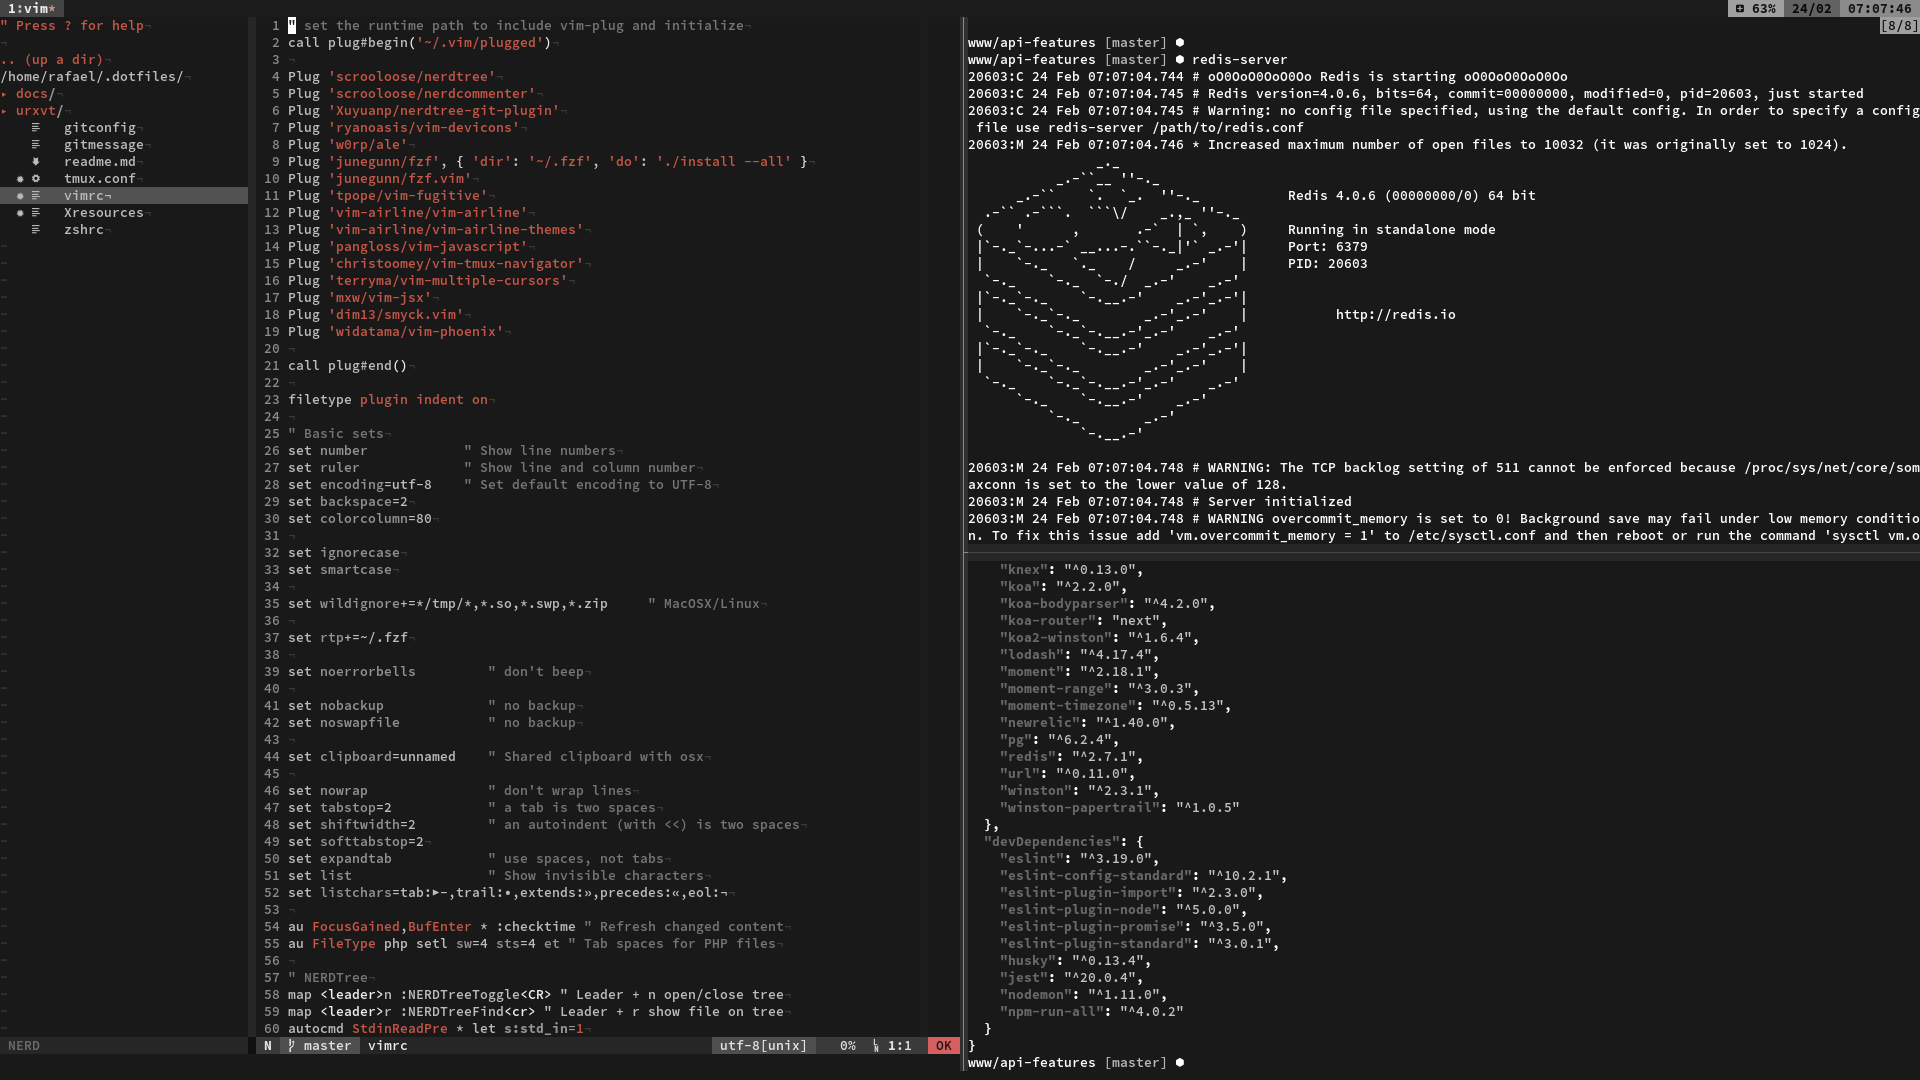 1:vim* 63% 24/02 07:07:46
" Press ? for help¬
¬
.. (up a dir)¬
/home/rafael/.dotfiles/¬
▸ docs/¬
▸ urxvt/¬
gitconfig¬
gitmessage¬
readme.md¬
tmux.conf¬
vimrc¬
Xresources¬
zshrc¬
NERD
1 " set the runtime path to include vim-plug and initialize¬
2 call plug#begin('~/.vim/plugged')¬
3 ¬
4 Plug 'scrooloose/nerdtree'¬
5 Plug 'scrooloose/nerdcommenter'¬
6 Plug 'Xuyuanp/nerdtree-git-plugin'¬
7 Plug 'ryanoasis/vim-devicons'¬
8 Plug 'w0rp/ale'¬
9 Plug 'junegunn/fzf', { 'dir': '~/.fzf', 'do': './install --all' }¬
10 Plug 'junegunn/fzf.vim'¬
11 Plug 'tpope/vim-fugitive'¬
12 Plug 'vim-airline/vim-airline'¬
13 Plug 'vim-airline/vim-airline-themes'¬
14 Plug 'pangloss/vim-javascript'¬
15 Plug 'christoomey/vim-tmux-navigator'¬
16 Plug 'terryma/vim-multiple-cursors'¬
17 Plug 'mxw/vim-jsx'¬
18 Plug 'dim13/smyck.vim'¬
19 Plug 'widatama/vim-phoenix'¬
20 ¬
21 call plug#end()¬
22 ¬
23 filetype plugin indent on¬
24 ¬
25 " Basic sets¬
26 set number " Show line numbers¬
27 set ruler " Show line and column number¬
28 set encoding=utf-8 " Set default encoding to UTF-8¬
29 set backspace=2¬
30 set colorcolumn=80¬
31 ¬
32 set ignorecase¬
33 set smartcase¬
34 ¬
35 set wildignore+=*/tmp/*,*.so,*.swp,*.zip " MacOSX/Linux¬
36 ¬
37 set rtp+=~/.fzf¬
38 ¬
39 set noerrorbells " don't beep¬
40 ¬
41 set nobackup " no backup¬
42 set noswapfile " no backup¬
43 ¬
44 set clipboard=unnamed " Shared clipboard with osx¬
45 ¬
46 set nowrap " don't wrap lines¬
47 set tabstop=2 " a tab is two spaces¬
48 set shiftwidth=2 " an autoindent (with <<) is two spaces¬
49 set softtabstop=2¬
50 set expandtab " use spaces, not tabs¬
51 set list " Show invisible characters¬
52 set listchars=tab:▸-,trail:•,extends:»,precedes:«,eol:¬¬
53 ¬
54 au FocusGained,BufEnter * :checktime " Refresh changed content¬
55 au FileType php setl sw=4 sts=4 et " Tab spaces for PHP files¬
56 ¬
57 " NERDTree¬
58 map <leader>n :NERDTreeToggle<CR> " Leader + n open/close tree¬
59 map <leader>r :NERDTreeFind<cr> " Leader + r show file on tree¬
60 autocmd StdinReadPre * let s:std_in=1¬
N master vimrc utf-8[unix] 0% 1:1 OK
[8/8]
www/api-features [master] ⬢
www/api-features [master] ⬢ redis-server
20603:C 24 Feb 07:07:04.744 # oO0OoO0OoO0Oo Redis is starting oO0OoO0OoO0Oo
20603:C 24 Feb 07:07:04.745 # Redis version=4.0.6, bits=64, commit=00000000, modified=0, pid=20603, just started
20603:C 24 Feb 07:07:04.745 # Warning: no config file specified, using the default config. In order to specify a config
file use redis-server /path/to/redis.conf
20603:M 24 Feb 07:07:04.746 * Increased maximum number of open files to 10032 (it was originally set to 1024).
Redis 4.0.6 (00000000/0) 64 bit
Running in standalone mode
Port: 6379
PID: 20603
http://redis.io
20603:M 24 Feb 07:07:04.748 # WARNING: The TCP backlog setting of 511 cannot be enforced because /proc/sys/net/core/som
axconn is set to the lower value of 128.
20603:M 24 Feb 07:07:04.748 # Server initialized
20603:M 24 Feb 07:07:04.748 # WARNING overcommit_memory is set to 0! Background save may fail under low memory conditio
n. To fix this issue add 'vm.overcommit_memory = 1' to /etc/sysctl.conf and then reboot or run the command 'sysctl vm.o
"knex": "^0.13.0",
"koa": "^2.2.0",
"koa-bodyparser": "^4.2.0",
"koa-router": "next",
"koa2-winston": "^1.6.4",
"lodash": "^4.17.4",
"moment": "^2.18.1",
"moment-range": "^3.0.3",
"moment-timezone": "^0.5.13",
"newrelic": "^1.40.0",
"pg": "^6.2.4",
"redis": "^2.7.1",
"url": "^0.11.0",
"winston": "^2.3.1",
"winston-papertrail": "^1.0.5"
},
"devDependencies": {
"eslint": "^3.19.0",
"eslint-config-standard": "^10.2.1",
"eslint-plugin-import": "^2.3.0",
"eslint-plugin-node": "^5.0.0",
"eslint-plugin-promise": "^3.5.0",
"eslint-plugin-standard": "^3.0.1",
"husky": "^0.13.4",
"jest": "^20.0.4",
"nodemon": "^1.11.0",
"npm-run-all": "^4.0.2"
}
}
www/api-features [master] ⬢